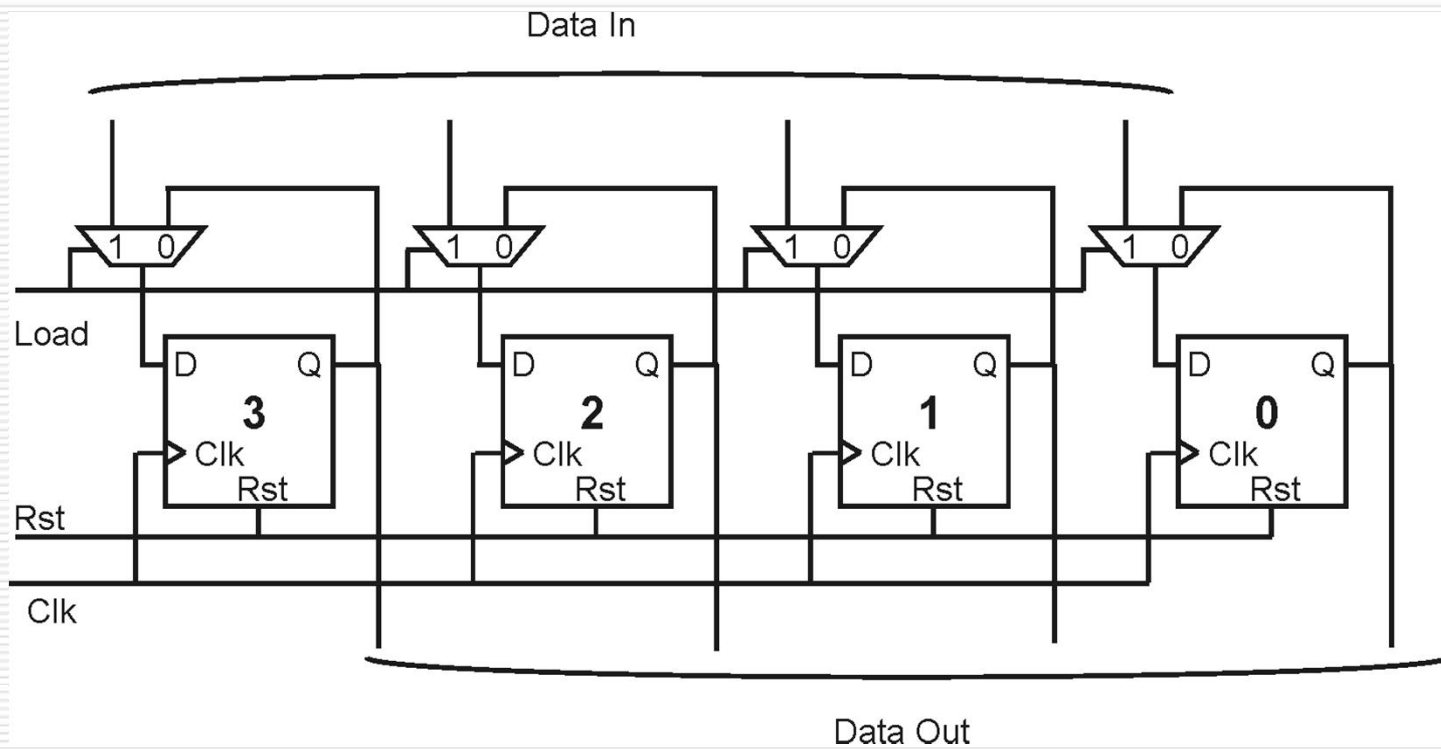 Data In
1 0 1 0 1 0 1 0
Load
D Q D Q D Q D Q
3 2 1 0
Clk Clk Clk Clk
Rst Rst Rst Rst
Rst
Clk
Data Out